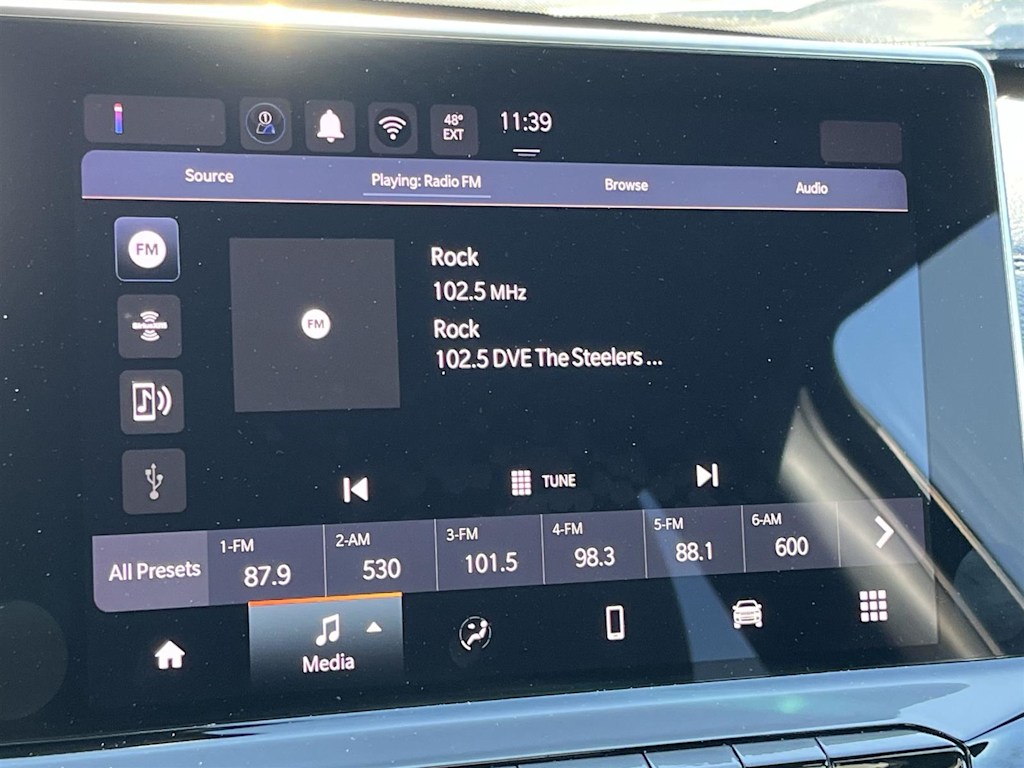 1
48°
EXT
11:39
Source
Playing: Radio FM
Browse
Audio
FM
SiriusXM
FM
Rock
102.5 MHz
Rock
102.5 DVE The Steelers ...
TUNE
All Presets
1-FM
87.9
2-AM
530
3-FM
101.5
4-FM
98.3
5-FM
88.1
6-AM
600
Media